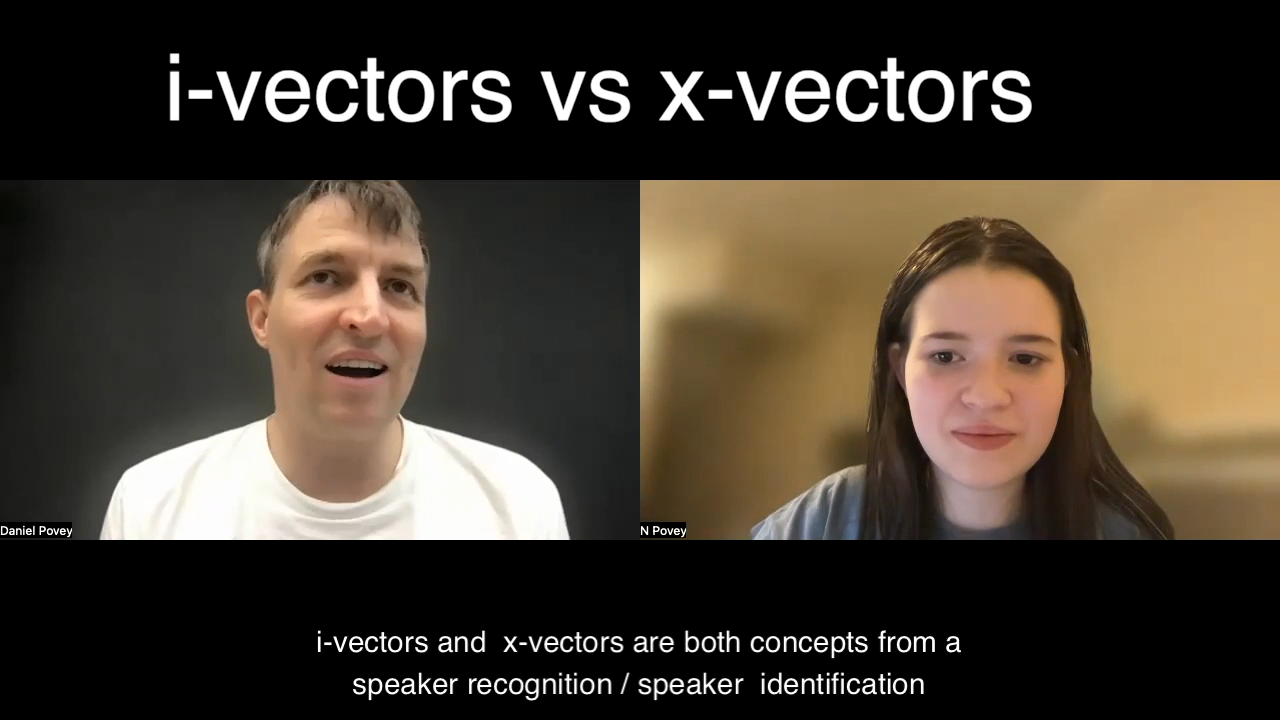 i-vectors vs x-vectors
Daniel Povey
N Povey
i-vectors and  x-vectors are both concepts from a
speaker recognition / speaker  identification